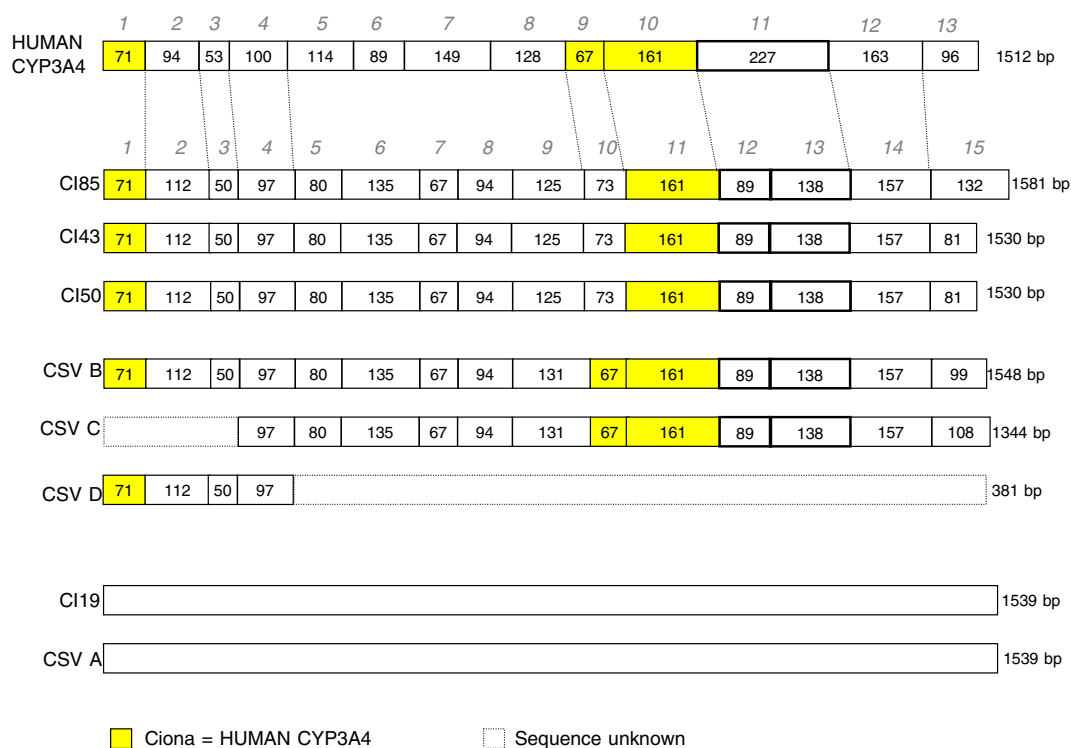 1 2 3 4 5 6 7 8 9 10 11 12 13
HUMAN CYP3A4 71 94 53 100 114 89 149 128 67 161 227 163 96 1512 bp
1 2 3 4 5 6 7 8 9 10 11 12 13 14 15
CI85 71 112 50 97 80 135 67 94 125 73 161 89 138 157 132 1581 bp
CI43 71 112 50 97 80 135 67 94 125 73 161 89 138 157 81 1530 bp
CI50 71 112 50 97 80 135 67 94 125 73 161 89 138 157 81 1530 bp
CSV B 71 112 50 97 80 135 67 94 131 67 161 89 138 157 99 1548 bp
CSV C 97 80 135 67 94 131 67 161 89 138 157 108 1344 bp
CSV D 71 112 50 97 381 bp
CI19 1539 bp
CSV A 1539 bp
Ciona = HUMAN CYP3A4 Sequence unknown